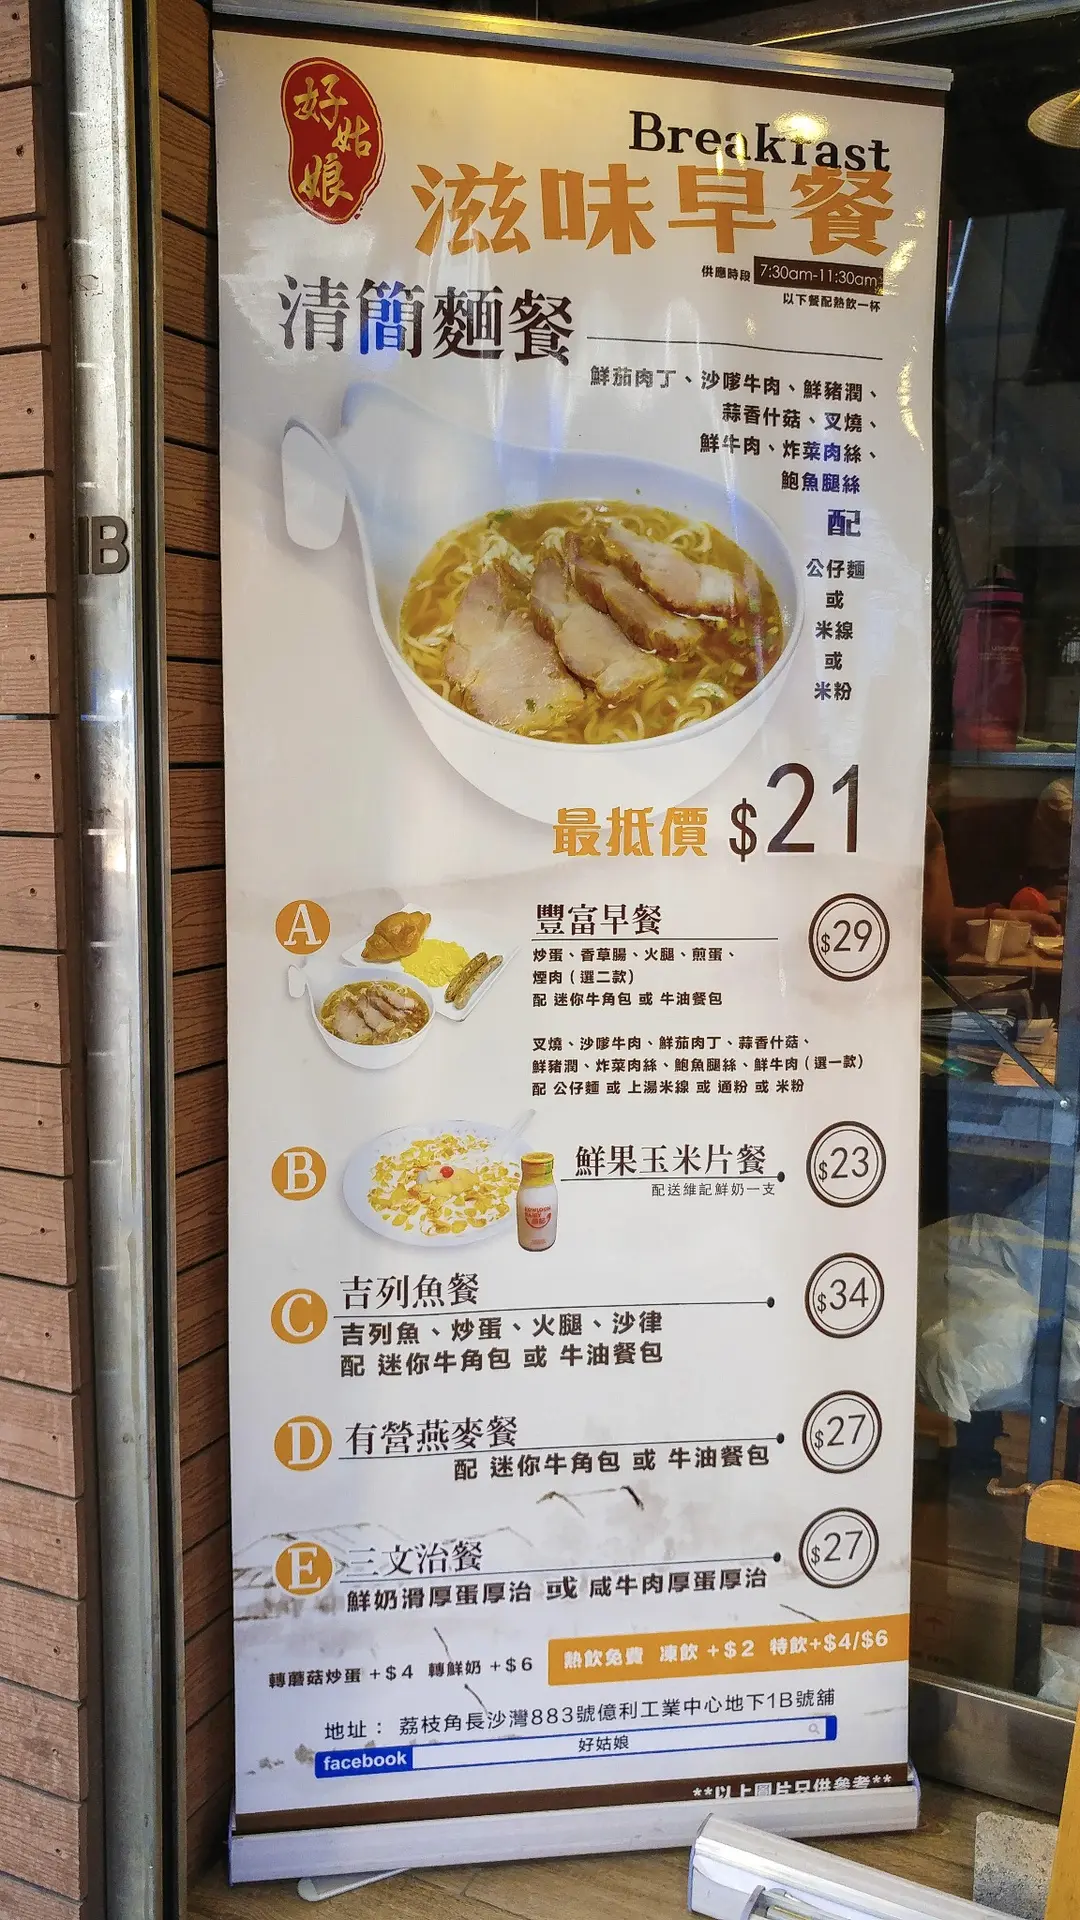 好姑娘
Breakfast
滋味早餐
供應時段 7:30am-11:30am
以下餐配熱飲一杯
清簡麵餐
鮮茄肉丁、沙嗲牛肉、鮮豬潤、
蒜香什菇、叉燒、
鮮牛肉、炸菜肉絲、
鮑魚腿絲
配
公仔麵
或
米線
或
米粉
最抵價 $21
A
豐富早餐
$29
炒蛋、香草腸、火腿、煎蛋、
煙肉(選二款)
配 迷你牛角包 或 牛油餐包
叉燒、沙嗲牛肉、鮮茄肉丁、蒜香什菇、
鮮豬潤、炸菜肉絲、鮑魚腿絲、鮮牛肉(選一款)
配 公仔麵 或 上湯米線 或 通粉 或 米粉
B
鮮果玉米片餐
$23
配送維記鮮奶一支
C
吉列魚餐
$34
吉列魚、炒蛋、火腿、沙律
配 迷你牛角包 或 牛油餐包
D
有營燕麥餐
$27
配 迷你牛角包 或 牛油餐包
E
三文治餐
$27
鮮奶滑厚蛋厚治 或 咸牛肉厚蛋厚治
轉蘑菇炒蛋+$4 轉鮮奶+$6
熱飲免費 凍飲+$2 特飲+$4/$6
地址： 荔枝角長沙灣883號億利工業中心地下1B號舖
facebook 好姑娘
**以上圖片只供參考**
1B